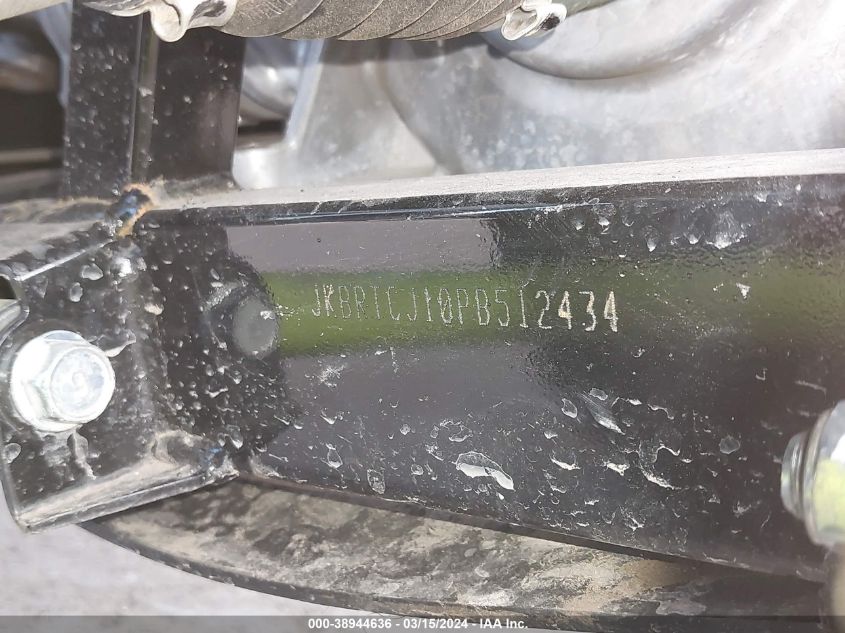 JKBRTCJ10PB512434
000-38944636 - 03/15/2024 - IAA Inc.